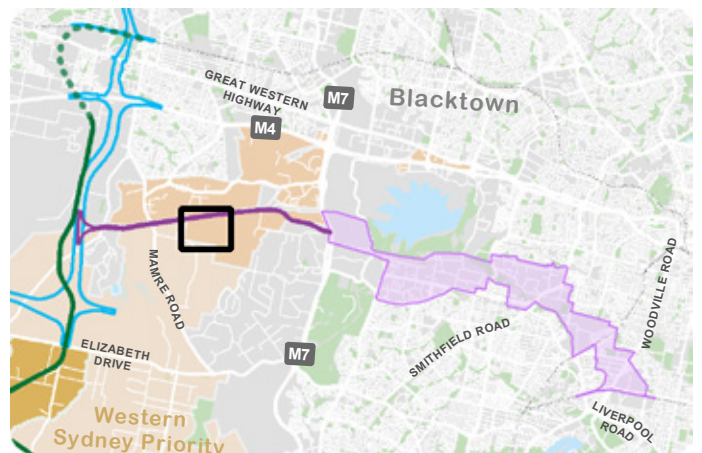 GREAT WESTERN
HIGHWAY
M7
Blacktown
M4
MAMRE ROAD
WOODVILLE ROAD
SMITHFIELD ROAD
M7
ELIZABETH
DRIVE
LIVERPOOL
ROAD
Western
Sydney Priority